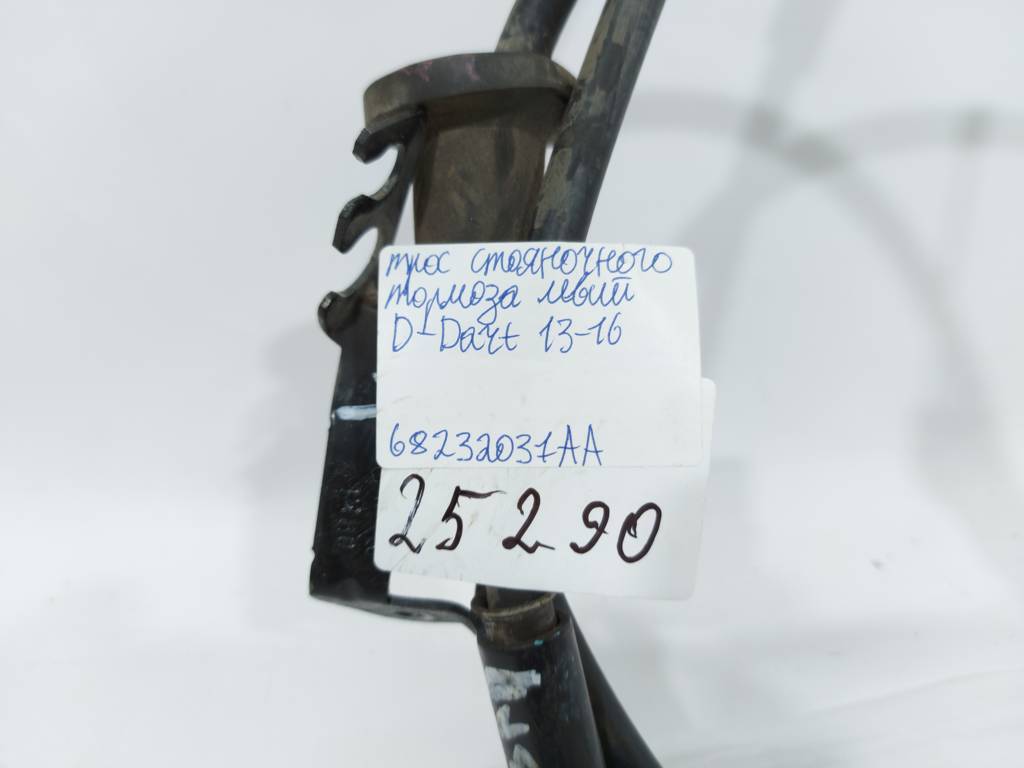 трос стояночного
тормоза левый
D-Dart 13-16
68232031AA
25290